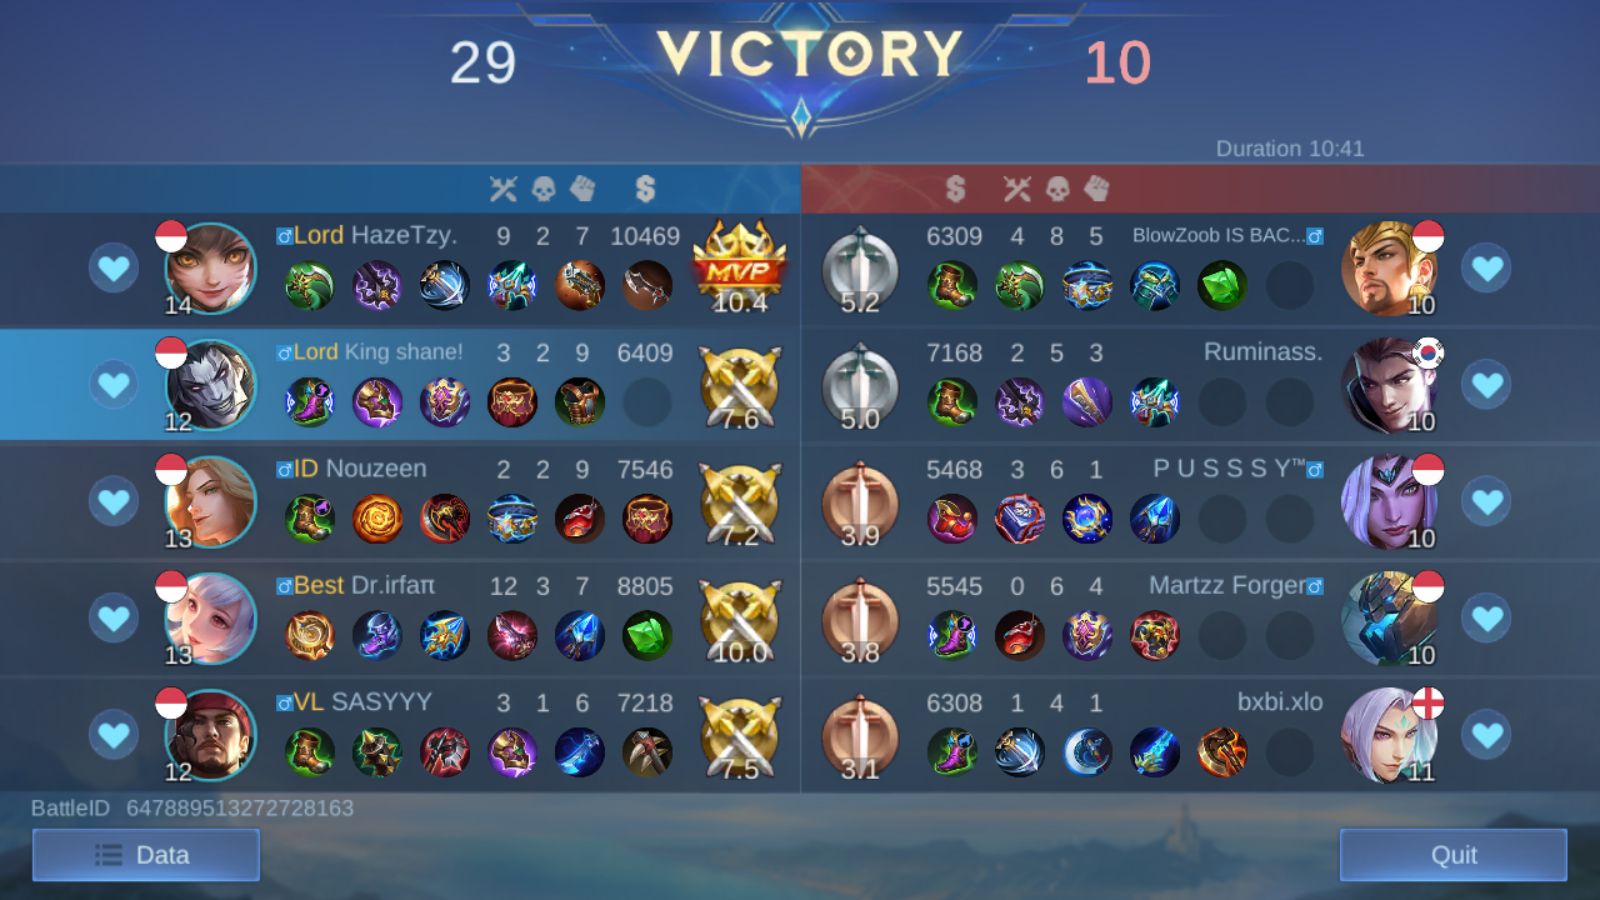 29 VICTORY 10
Duration 10:41
Lord HazeTzy. 9 2 7 10469
MVP
14 10.4
5.2 6309 4 8 5 BlowZoob IS BAC...
10
Lord King shane! 3 2 9 6409
12 7.6
5.0 7168 2 5 3 Ruminass.
10
ID Nouzeen 2 2 9 7546
13 7.2
3.9 5468 3 6 1 P U S S S Y™
10
Best Dr.irfaπ 12 3 7 8805
13 10.0
3.8 5545 0 6 4 Martzz Forger
10
VL SASYYY 3 1 6 7218
12 7.5
3.1 6308 1 4 1 bxbi.xlo
11
BattleID 647889513272728163
Data
Quit